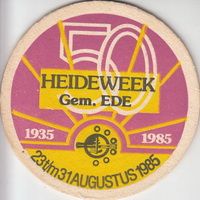 50
HEIDEWEEK
Gem. EDE
1935 1985
23 t/m 31 AUGUSTUS 1985